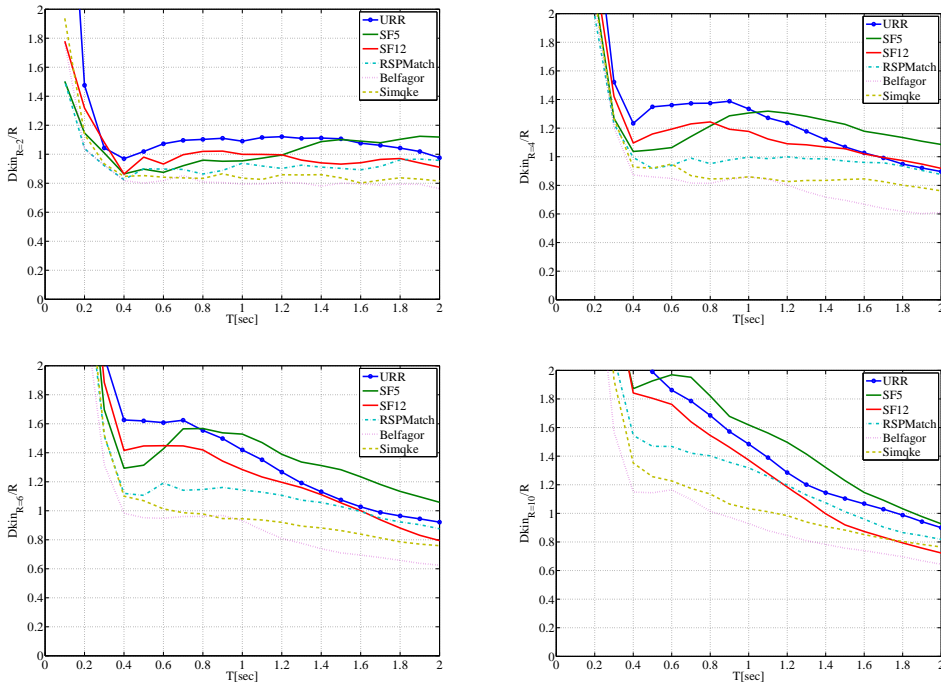 2
1.8
1.6
1.4
1.2
1
0.8
0.6
0.4
0.2
0
Dkin_{R=2}/R
0 0.2 0.4 0.6 0.8 1 1.2 1.4 1.6 1.8 2
T[sec]
URR
SF5
SF12
RSPMatch
Belfagor
Simqke
2
1.8
1.6
1.4
1.2
1
0.8
0.6
0.4
0.2
0
Dkin_{R=4}/R
0 0.2 0.4 0.6 0.8 1 1.2 1.4 1.6 1.8 2
T[sec]
URR
SF5
SF12
RSPMatch
Belfagor
Simqke
2
1.8
1.6
1.4
1.2
1
0.8
0.6
0.4
0.2
0
Dkin_{R=6}/R
0 0.2 0.4 0.6 0.8 1 1.2 1.4 1.6 1.8 2
T[sec]
URR
SF5
SF12
RSPMatch
Belfagor
Simqke
2
1.8
1.6
1.4
1.2
1
0.8
0.6
0.4
0.2
0
Dkin_{R=10}/R
0 0.2 0.4 0.6 0.8 1 1.2 1.4 1.6 1.8 2
T[sec]
URR
SF5
SF12
RSPMatch
Belfagor
Simqke